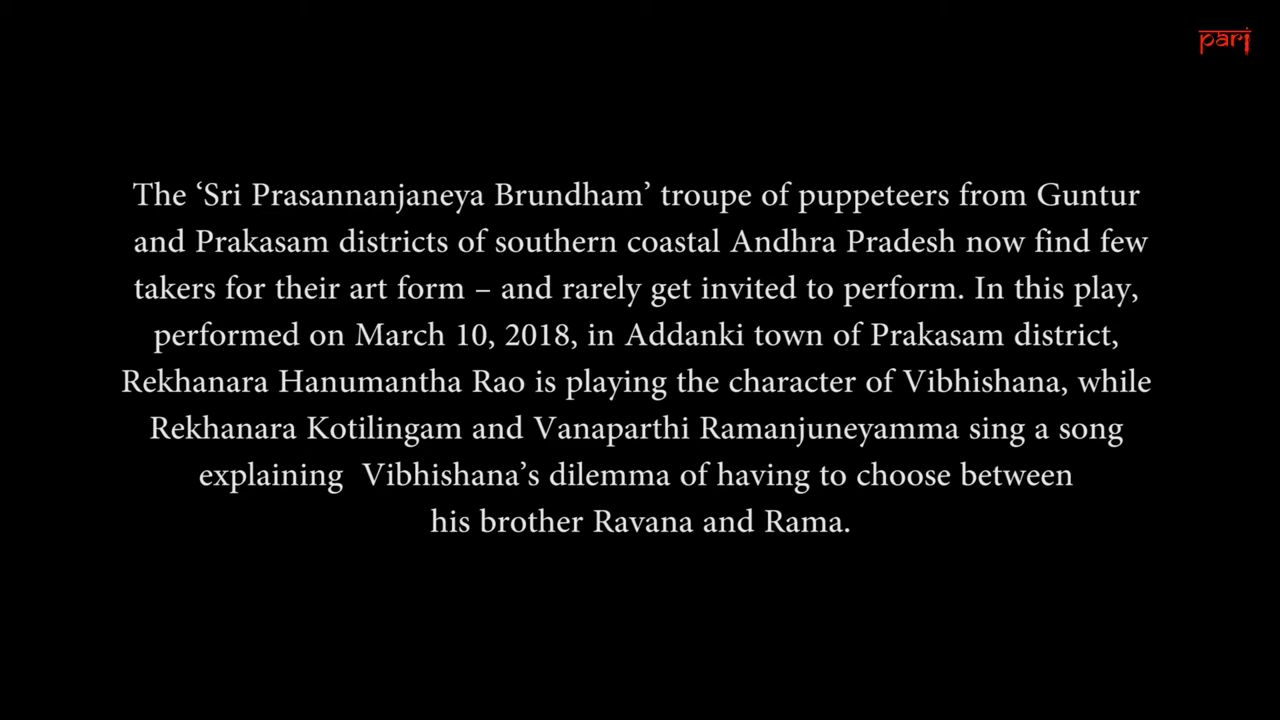 pari
The ‘Sri Prasannanjaneya Brundham’ troupe of puppeteers from Guntur
and Prakasam districts of southern coastal Andhra Pradesh now find few
takers for their art form – and rarely get invited to perform. In this play,
performed on March 10, 2018, in Addanki town of Prakasam district,
Rekhanara Hanumantha Rao is playing the character of Vibhishana, while
Rekhanara Kotilingam and Vanaparthi Ramanjuneyamma sing a song
explaining  Vibhishana’s dilemma of having to choose between
his brother Ravana and Rama.